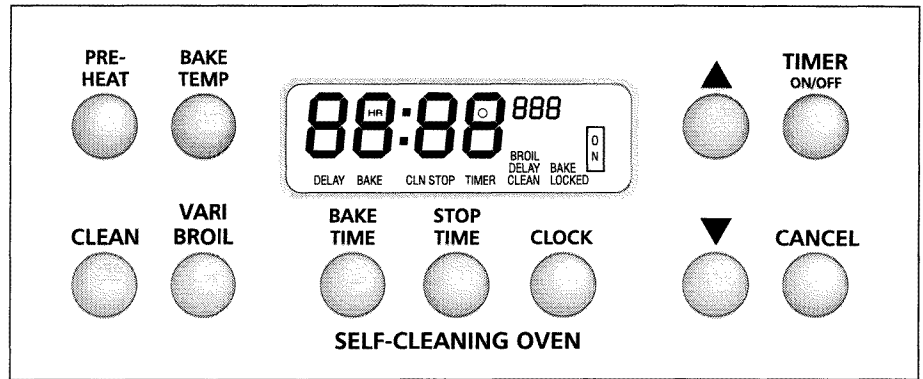 PRE-
HEAT
BAKE
TEMP
88:88
HR
888
O
N
BROIL
DELAY BAKE
CLEAN LOCKED
DELAY BAKE CLN STOP TIMER
▲
TIMER
ON/OFF
CLEAN
VARI
BROIL
BAKE
TIME
STOP
TIME
CLOCK
▼
CANCEL
SELF-CLEANING OVEN